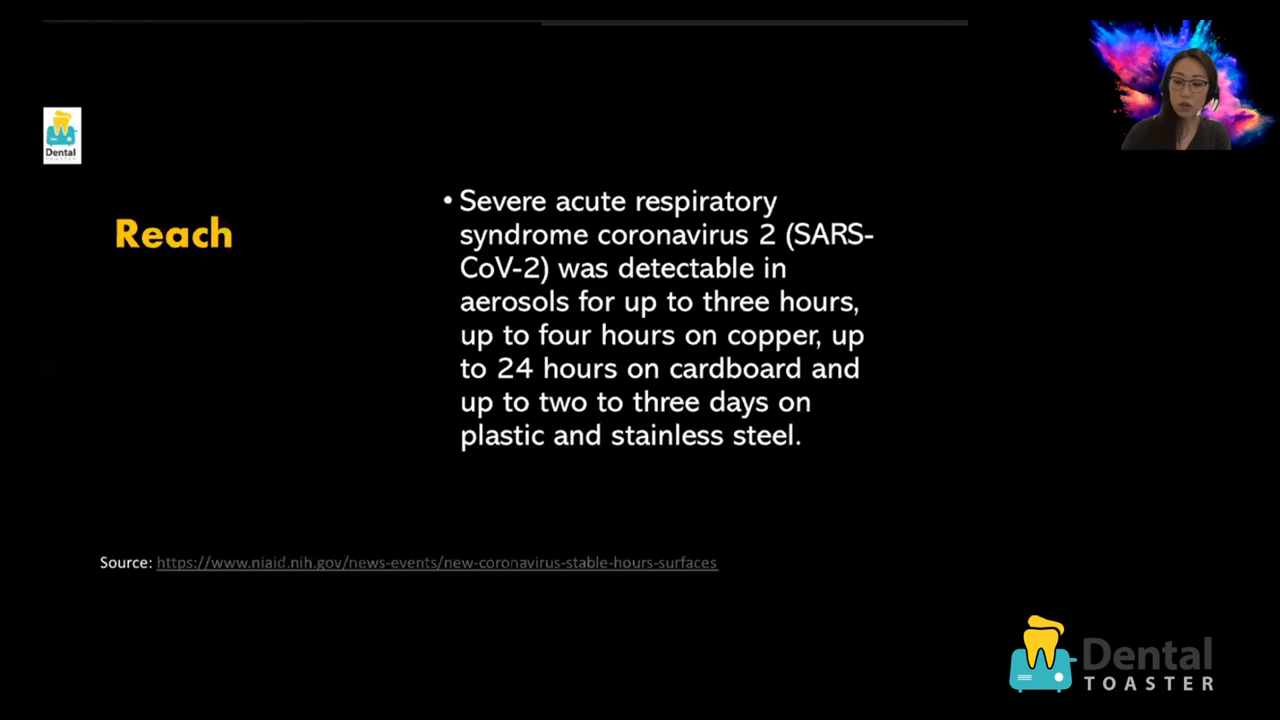 Dental
Reach
• Severe acute respiratory
syndrome coronavirus 2 (SARS-
CoV-2) was detectable in
aerosols for up to three hours,
up to four hours on copper, up
to 24 hours on cardboard and
up to two to three days on
plastic and stainless steel.
Source: https://www.niaid.nih.gov/news-events/new-coronavirus-stable-hours-surfaces
Dental
TOASTER